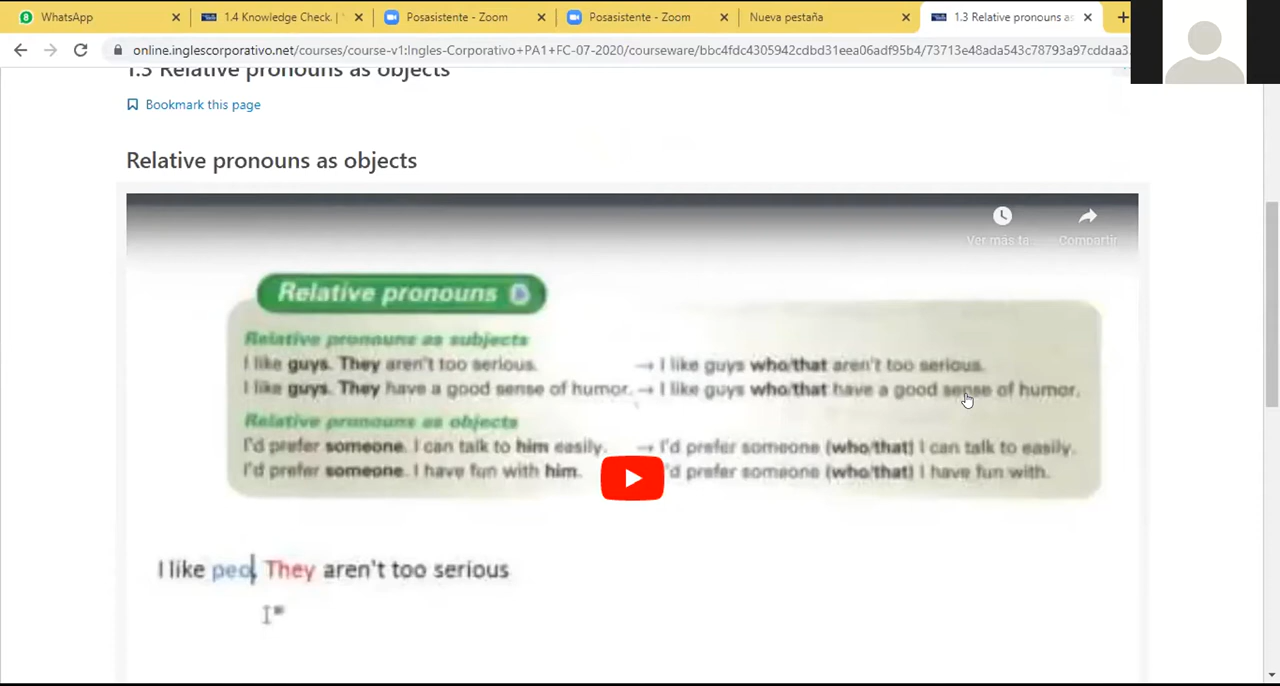 WhatsApp
1.4 Knowledge Check. |
Posasistente - Zoom
Posasistente - Zoom
Nueva pestaña
1.3 Relative pronouns as
online.inglescorporativo.net/courses/course-v1:Ingles-Corporativo+PA1+FC-07-2020/courseware/bbc4fdc4305942cdbd31eea06adf95b4/73713e48ada543c78793a97cddaa3...
1.3 Relative pronouns as objects
Bookmark this page
Relative pronouns as objects
Ver más ta...
Compartir
Relative pronouns
Relative pronouns as subjects
I like guys. They aren't too serious. → I like guys who/that aren't too serious.
I like guys. They have a good sense of humor. → I like guys who/that have a good sense of humor.
Relative pronouns as objects
I'd prefer someone. I can talk to him easily. → I'd prefer someone (who/that) I can talk to easily.
I'd prefer someone. I have fun with him. 'd prefer someone (who/that) I have fun with.
I like peo. They aren't too serious